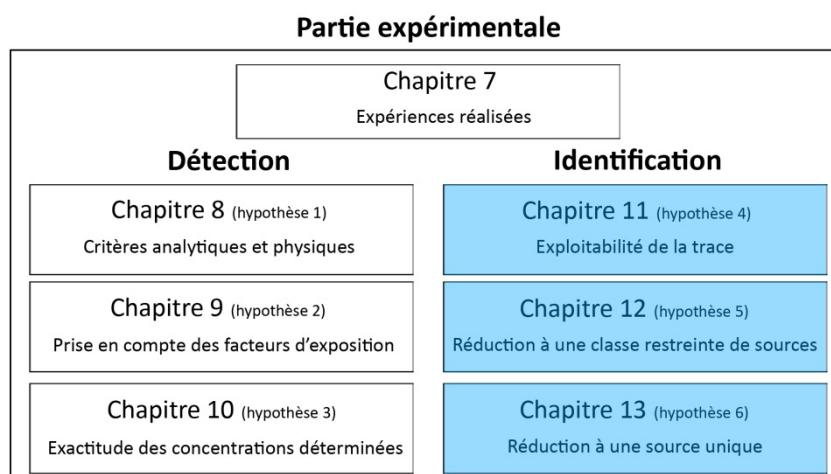 Partie expérimentale
Chapitre 7
Expériences réalisées
Détection
Chapitre 8 (hypothèse 1)
Critères analytiques et physiques
Chapitre 9 (hypothèse 2)
Prise en compte des facteurs d'exposition
Chapitre 10 (hypothèse 3)
Exactitude des concentrations déterminées
Identification
Chapitre 11 (hypothèse 4)
Exploitabilité de la trace
Chapitre 12 (hypothèse 5)
Réduction à une classe restreinte de sources
Chapitre 13 (hypothèse 6)
Réduction à une source unique